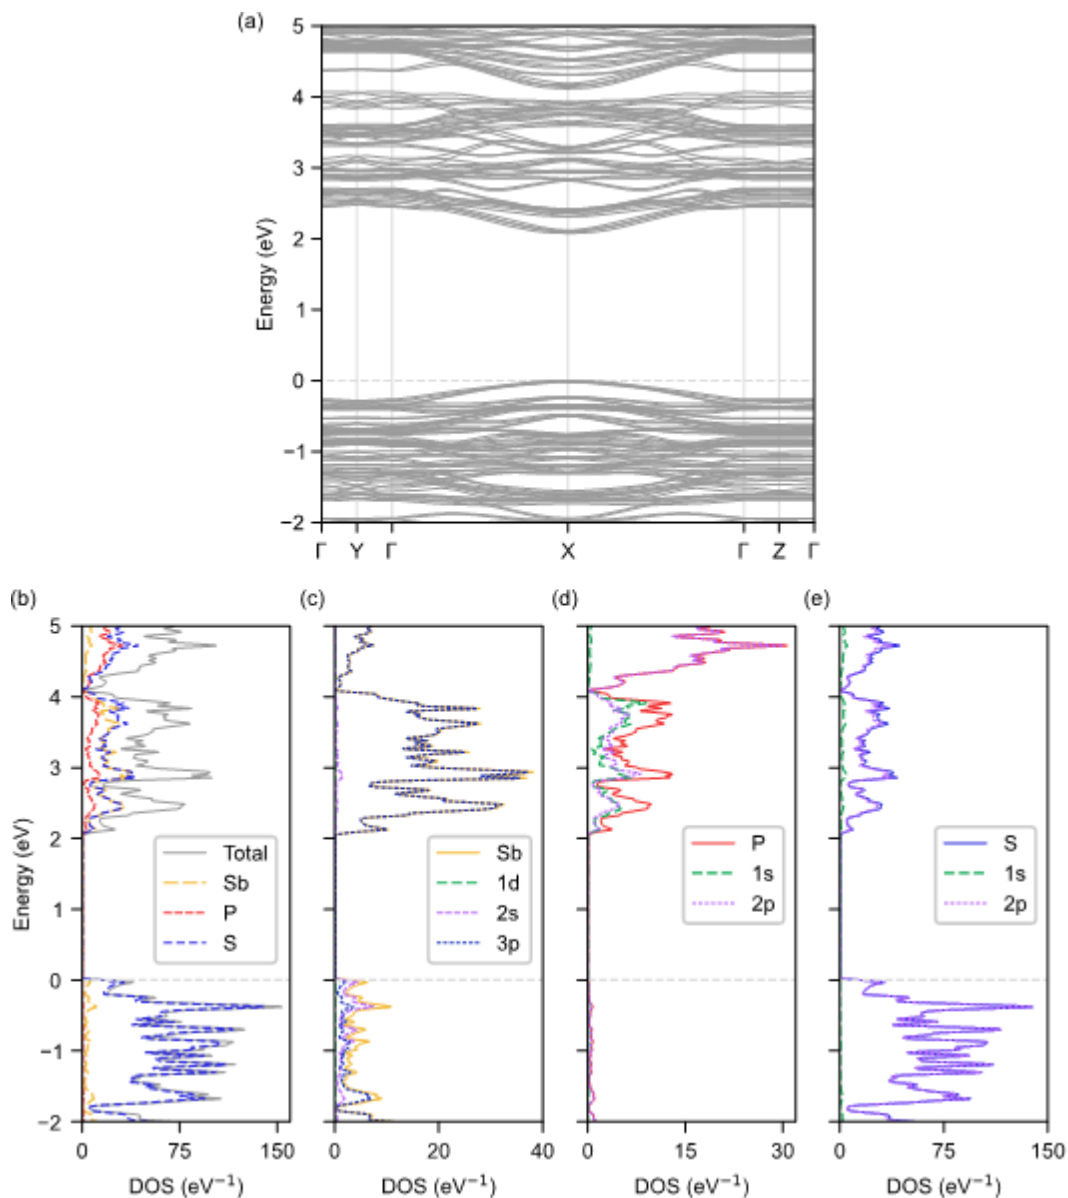 (a)
Energy (eV)
5
4
3
2
1
0
−1
−2
Γ Y Γ X Γ Z Γ
(b) (c) (d) (e)
Energy (eV)
5
4
3
2
1
0
−1
−2
Total
Sb
P
S
Sb
1d
2s
3p
P
1s
2p
S
1s
2p
0 75 150 0 20 40 0 15 30 0 75 150
DOS (eV⁻¹) DOS (eV⁻¹) DOS (eV⁻¹) DOS (eV⁻¹)